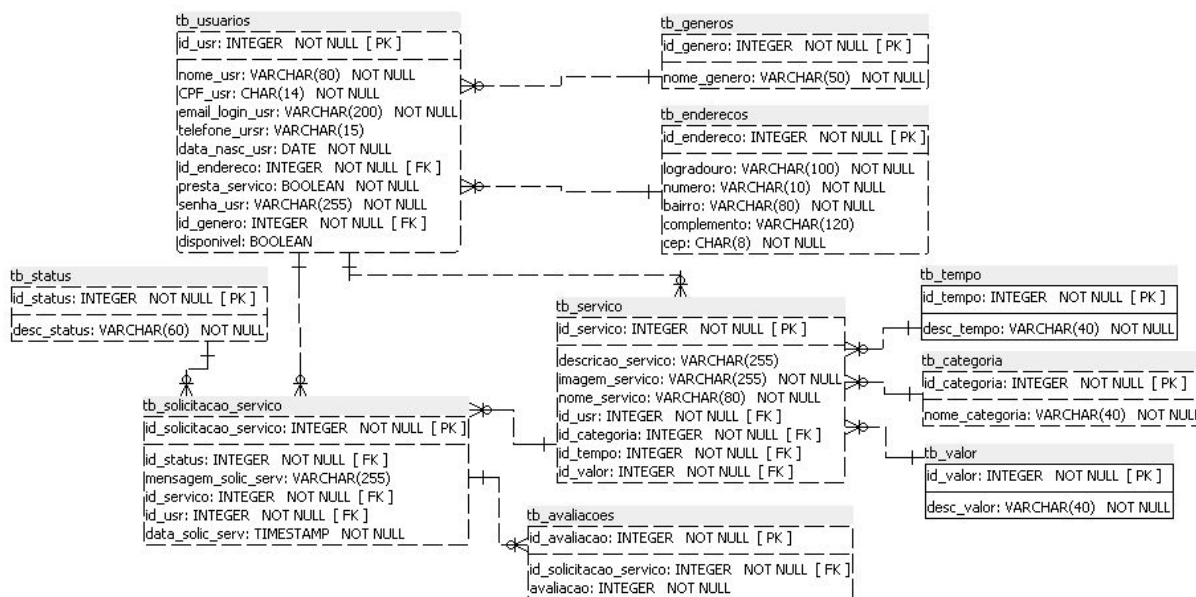 tb_usuarios
id_usr: INTEGER NOT NULL [ PK ]
nome_usr: VARCHAR(80) NOT NULL
CPF_usr: CHAR(14) NOT NULL
email_login_usr: VARCHAR(200) NOT NULL
telefone_ursr: VARCHAR(15)
data_nasc_usr: DATE NOT NULL
id_endereco: INTEGER NOT NULL [ FK ]
presta_servico: BOOLEAN NOT NULL
senha_usr: VARCHAR(255) NOT NULL
id_genero: INTEGER NOT NULL [ FK ]
disponivel: BOOLEAN
tb_generos
id_genero: INTEGER NOT NULL [ PK ]
nome_genero: VARCHAR(50) NOT NULL
tb_enderecos
id_endereco: INTEGER NOT NULL [ PK ]
logradouro: VARCHAR(100) NOT NULL
numero: VARCHAR(10) NOT NULL
bairro: VARCHAR(80) NOT NULL
complemento: VARCHAR(120)
cep: CHAR(8) NOT NULL
tb_status
id_status: INTEGER NOT NULL [ PK ]
desc_status: VARCHAR(60) NOT NULL
tb_servico
id_servico: INTEGER NOT NULL [ PK ]
descricao_servico: VARCHAR(255)
imagem_servico: VARCHAR(255) NOT NULL
nome_servico: VARCHAR(80) NOT NULL
id_usr: INTEGER NOT NULL [ FK ]
id_categoria: INTEGER NOT NULL [ FK ]
id_tempo: INTEGER NOT NULL [ FK ]
id_valor: INTEGER NOT NULL [ FK ]
tb_tempo
id_tempo: INTEGER NOT NULL [ PK ]
desc_tempo: VARCHAR(40) NOT NULL
tb_categoria
id_categoria: INTEGER NOT NULL [ PK ]
nome_categoria: VARCHAR(40) NOT NULL
tb_valor
id_valor: INTEGER NOT NULL [ PK ]
desc_valor: VARCHAR(40) NOT NULL
tb_solicitacao_servico
id_solicitacao_servico: INTEGER NOT NULL [ PK ]
id_status: INTEGER NOT NULL [ FK ]
mensagem_solic_serv: VARCHAR(255)
id_servico: INTEGER NOT NULL [ FK ]
id_usr: INTEGER NOT NULL [ FK ]
data_solic_serv: TIMESTAMP NOT NULL
tb_avaliacoes
id_avaliacao: INTEGER NOT NULL [ PK ]
id_solicitacao_servico: INTEGER NOT NULL [ FK ]
avaliacao: INTEGER NOT NULL